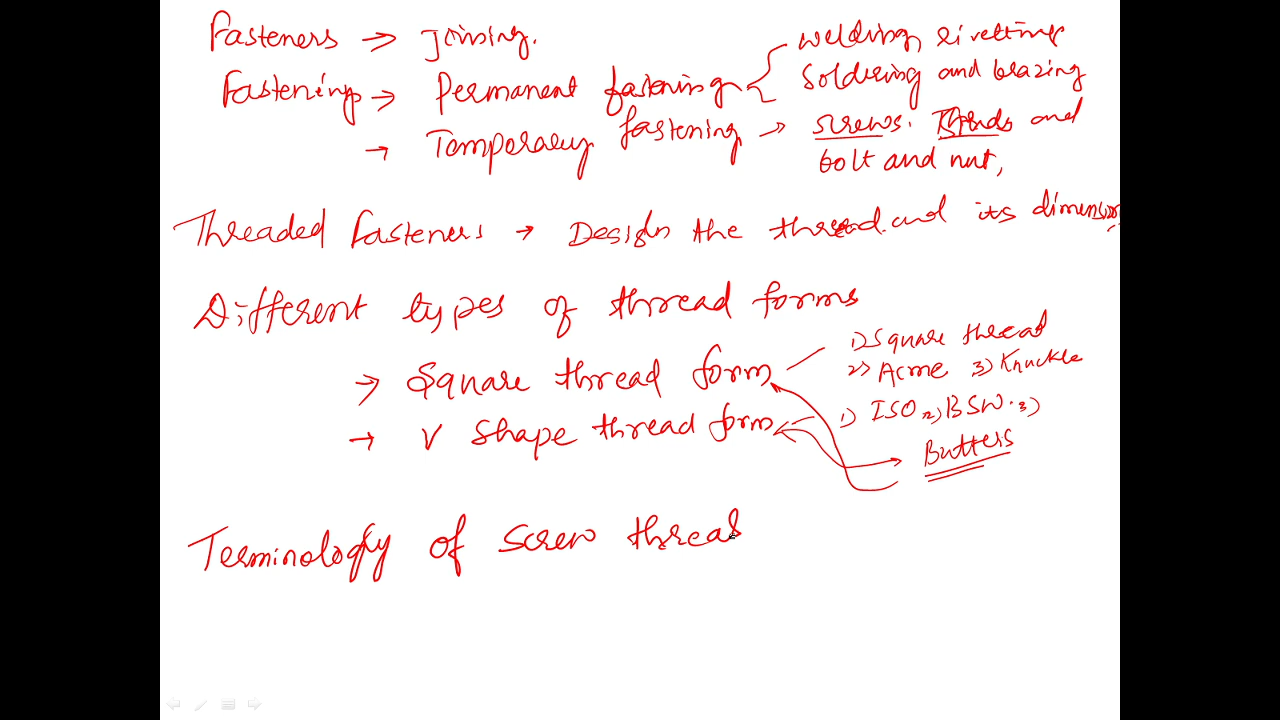 Fasteners → Joining.
Fastening → Permanent fastening welding, rivetting
soldering and brazing
→ Temporary fastening → screws. studs and
bolt and nut,
Threaded fasteners → Design the thread and its dimensions
Different types of thread forms
→ Square thread form 1) Square thread
2) Acme 3) Knuckle
→ V shape thread form 1) ISO 2) BSW. 3)
Butters
Terminology of screw thread